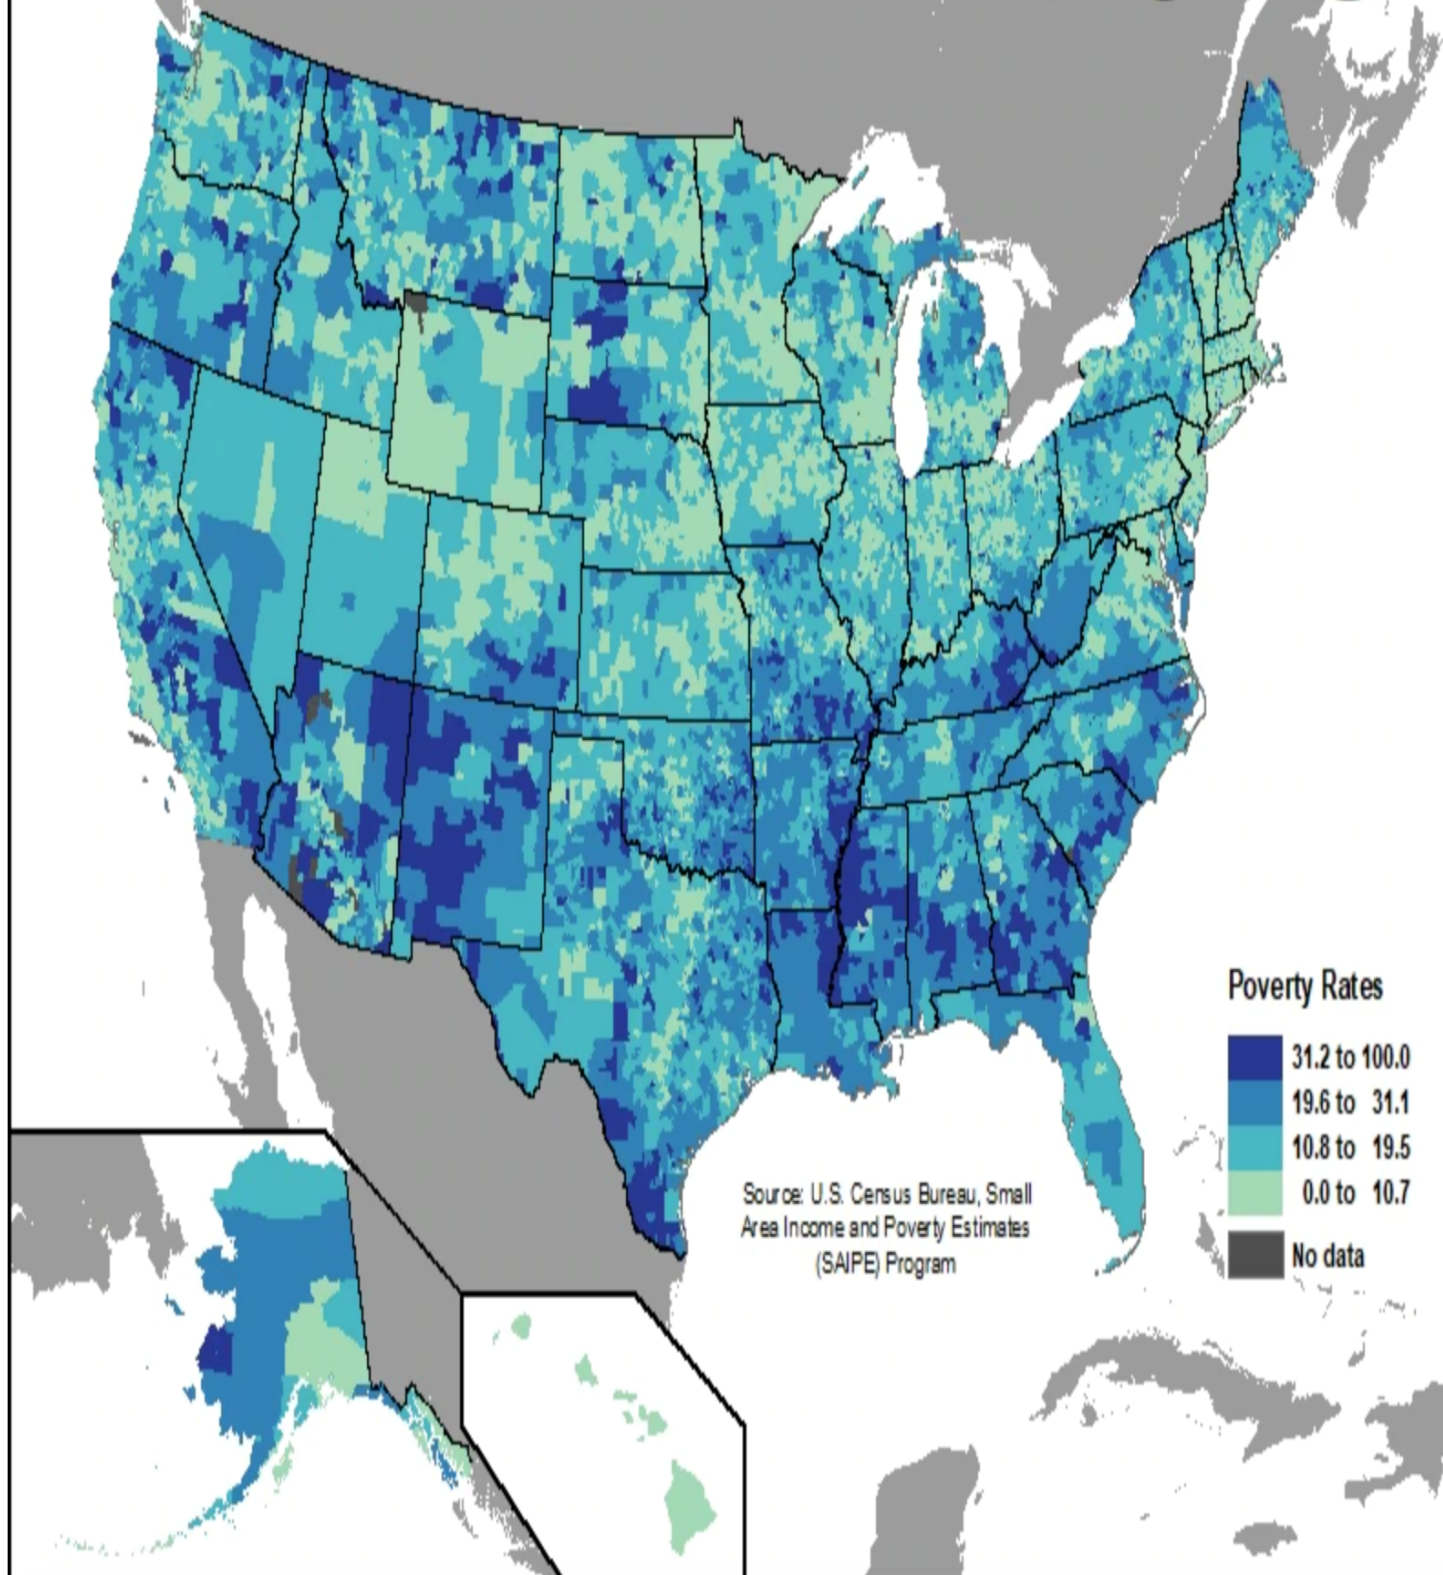 Poverty Rates
31.2 to 100.0
19.6 to 31.1
10.8 to 19.5
0.0 to 10.7
No data
Source: U.S. Census Bureau, Small
Area Income and Poverty Estimates
(SAIPE) Program